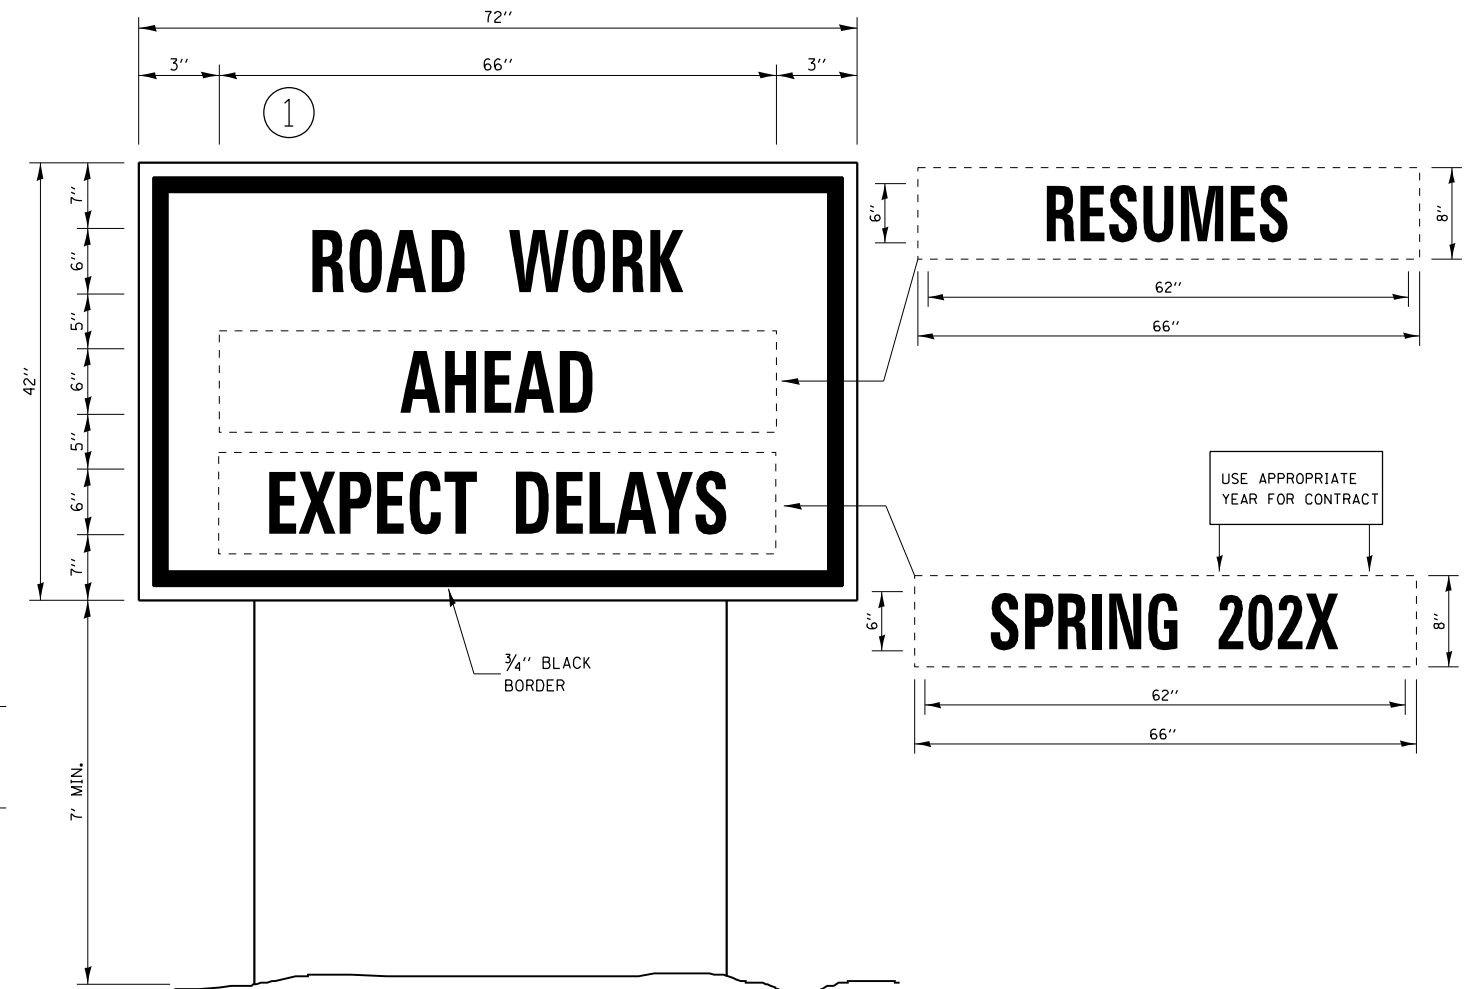 72''
3'' 66'' 3''
1
7''
6''
5''
6''
5''
6''
7''
42''
ROAD WORK
AHEAD
EXPECT DELAYS
3/4'' BLACK
BORDER
7' MIN.
6''
RESUMES
8''
62''
66''
USE APPROPRIATE
YEAR FOR CONTRACT
6''
SPRING 202X
8''
62''
66''